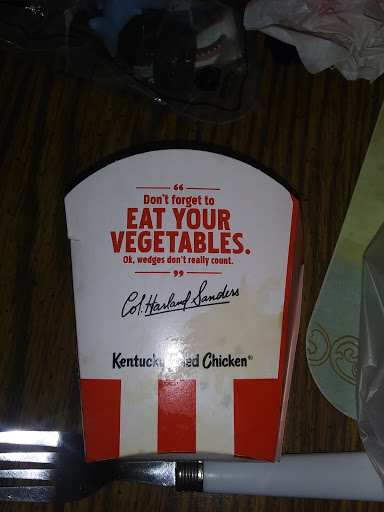 “
Don't forget to
EAT YOUR
VEGETABLES.
Ok, wedges don't really count.
”
Col. Harland Sanders
Kentucky Chicken®